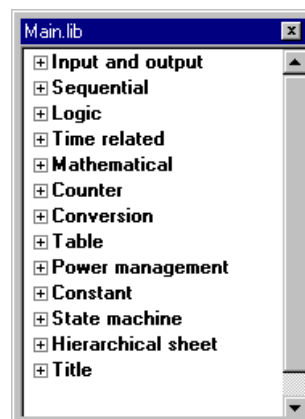 Main.lib
Input and output
Sequential
Logic
Time related
Mathematical
Counter
Conversion
Table
Power management
Constant
State machine
Hierarchical sheet
Title